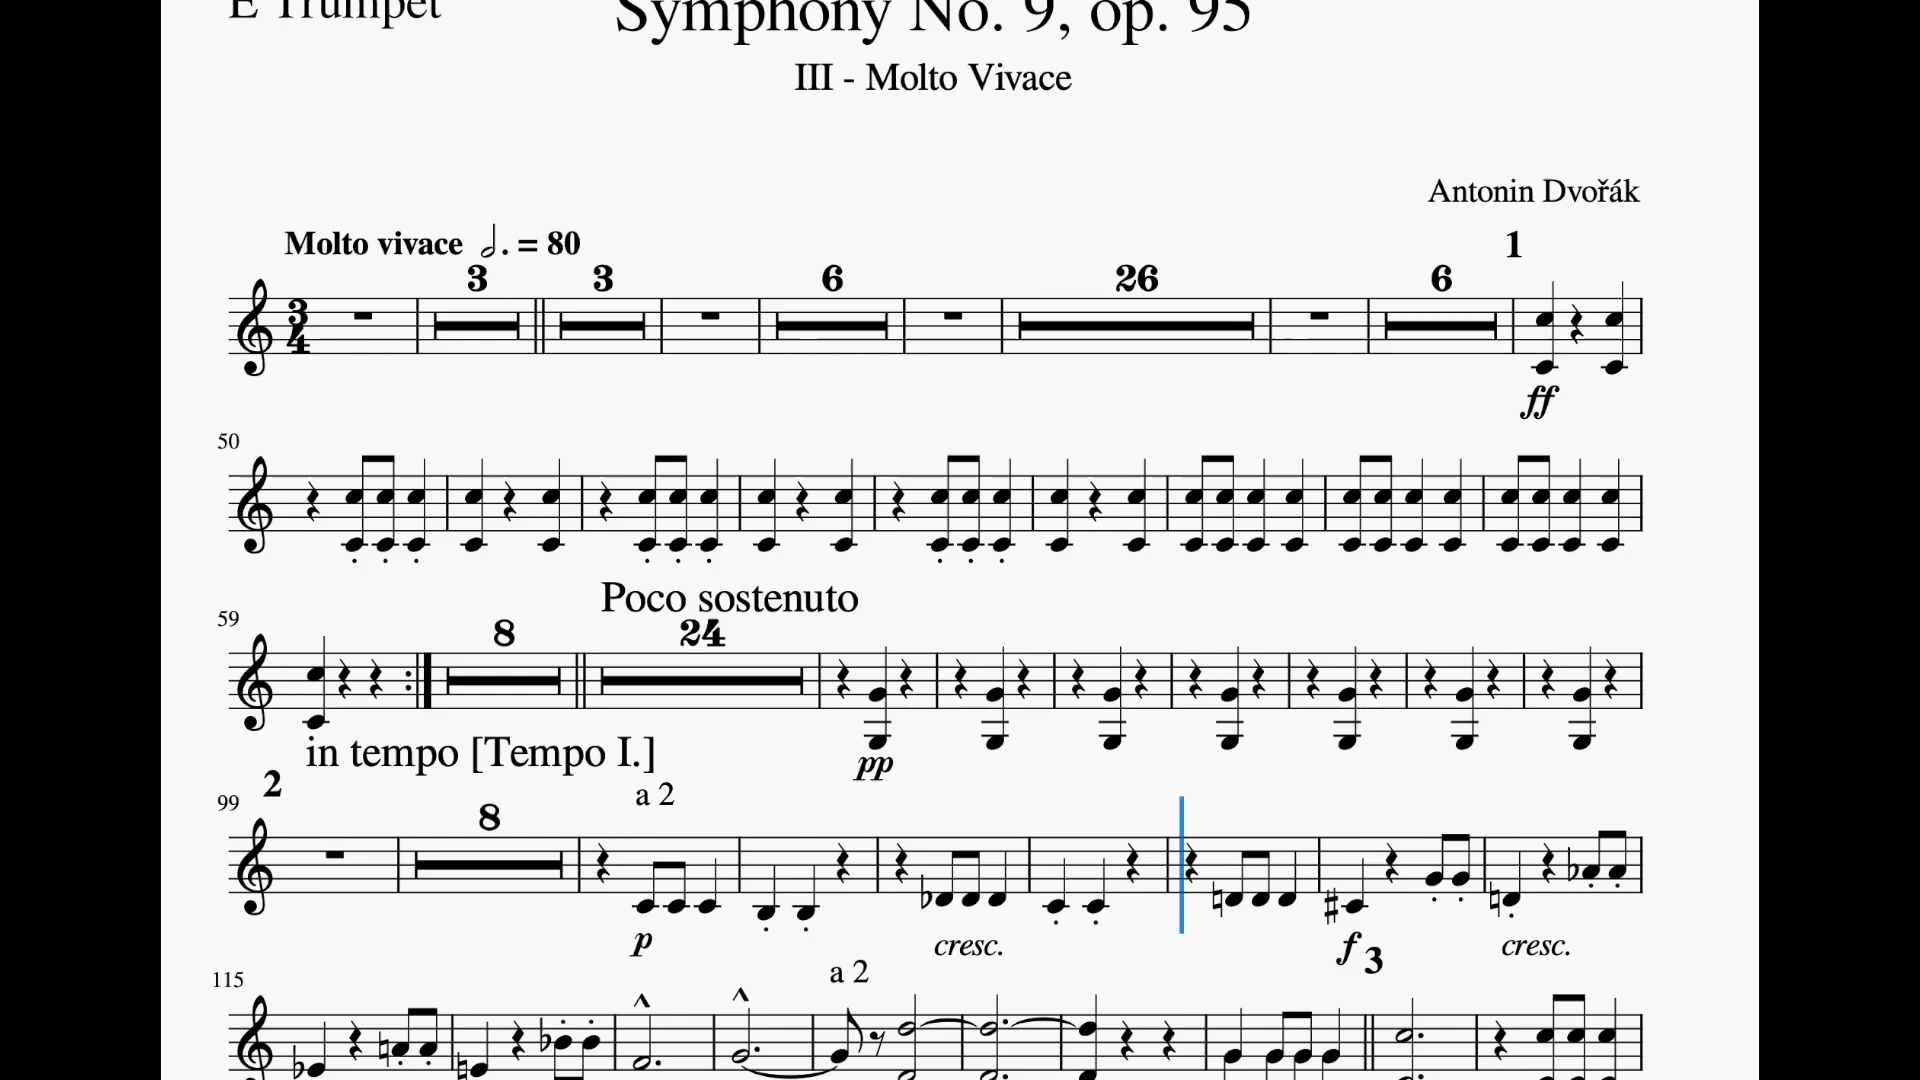 E Trumpet
Symphony No. 9, op. 95
III - Molto Vivace
Antonin Dvořák
Molto vivace 𝅗𝅥. = 80
1
3 3 6 26 6
3
4
ff
50
Poco sostenuto
59
8 24
pp
in tempo [Tempo I.]
2
a 2
99
8
p cresc. f cresc.
3
a 2
115